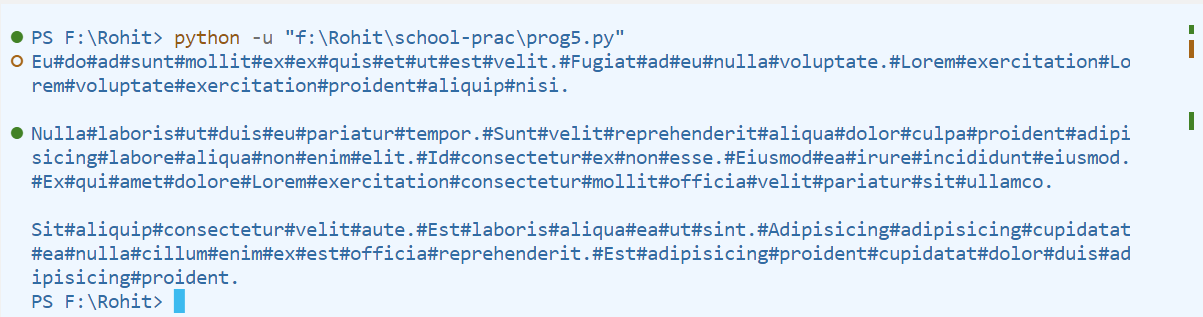 PS F:\Rohit> python -u "f:\Rohit\school-prac\prog5.py"
Eu#do#ad#sunt#mollit#ex#ex#quis#et#ut#est#velit.#Fugiat#ad#eu#nulla#voluptate.#Lorem#exercitation#Lo
rem#voluptate#exercitation#proident#aliquip#nisi.
Nulla#laboris#ut#duis#eu#pariatur#tempor.#Sunt#velit#reprehenderit#aliqua#dolor#culpa#proident#adipi
sicing#labore#aliqua#non#enim#elit.#Id#consectetur#ex#non#esse.#Eiusmod#ea#irure#incididunt#eiusmod.
#Ex#qui#amet#dolore#Lorem#exercitation#consectetur#mollit#officia#velit#pariatur#sit#ullamco.
Sit#aliquip#consectetur#velit#aute.#Est#laboris#aliqua#ea#ut#sint.#Adipisicing#adipisicing#cupidatat
#ea#nulla#cillum#enim#ex#est#officia#reprehenderit.#Est#adipisicing#proident#cupidatat#dolor#duis#ad
ipisicing#proident.
PS F:\Rohit>